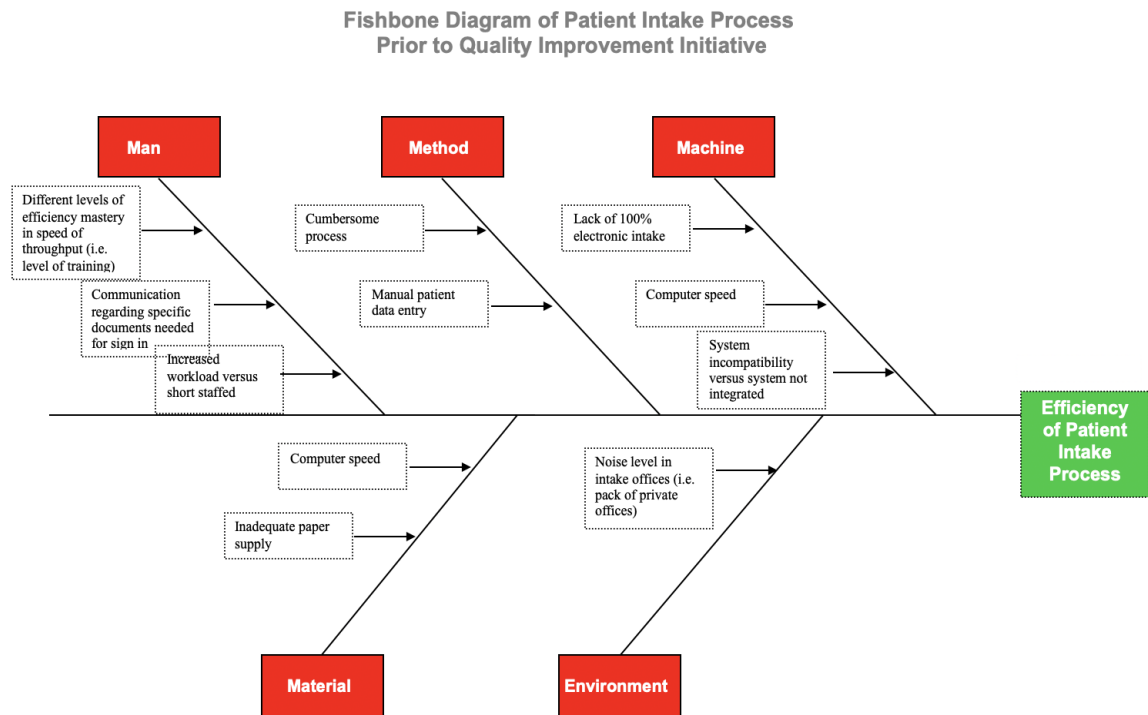 Fishbone Diagram of Patient Intake Process
Prior to Quality Improvement Initiative
Man
Method
Machine
Different levels of
efficiency mastery
in speed of
throughput (i.e.
level of training)
Communication
regarding specific
documents needed
for sign in
Increased
workload versus
short staffed
Cumbersome
process
Manual patient
data entry
Lack of 100%
electronic intake
Computer speed
System
incompatibility
versus system not
integrated
Efficiency
of Patient
Intake
Process
Computer speed
Inadequate paper
supply
Noise level in
intake offices (i.e.
pack of private
offices)
Material
Environment